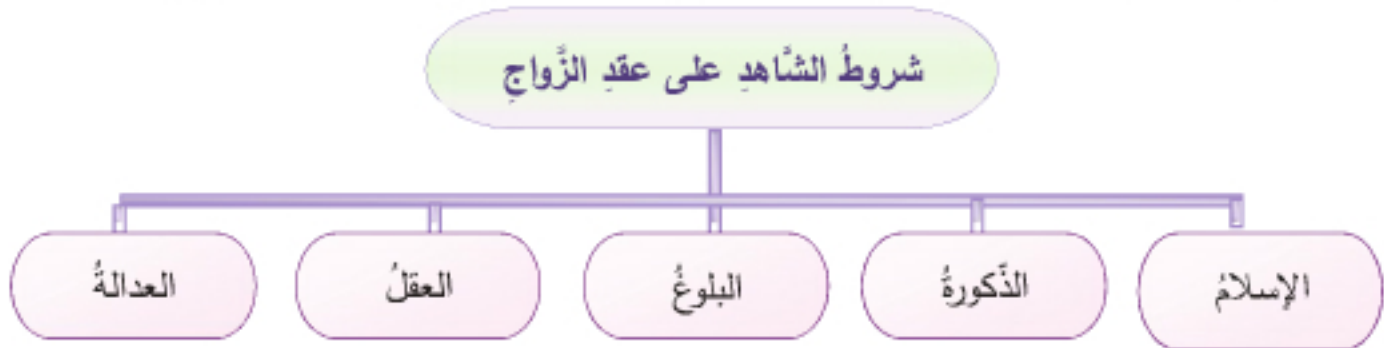 شروطُ الشَّاهدِ على عقدِ الزَّواجِ
الإسلامُ
الذّكورةُ
البلوغُ
العقلُ
العدالةُ